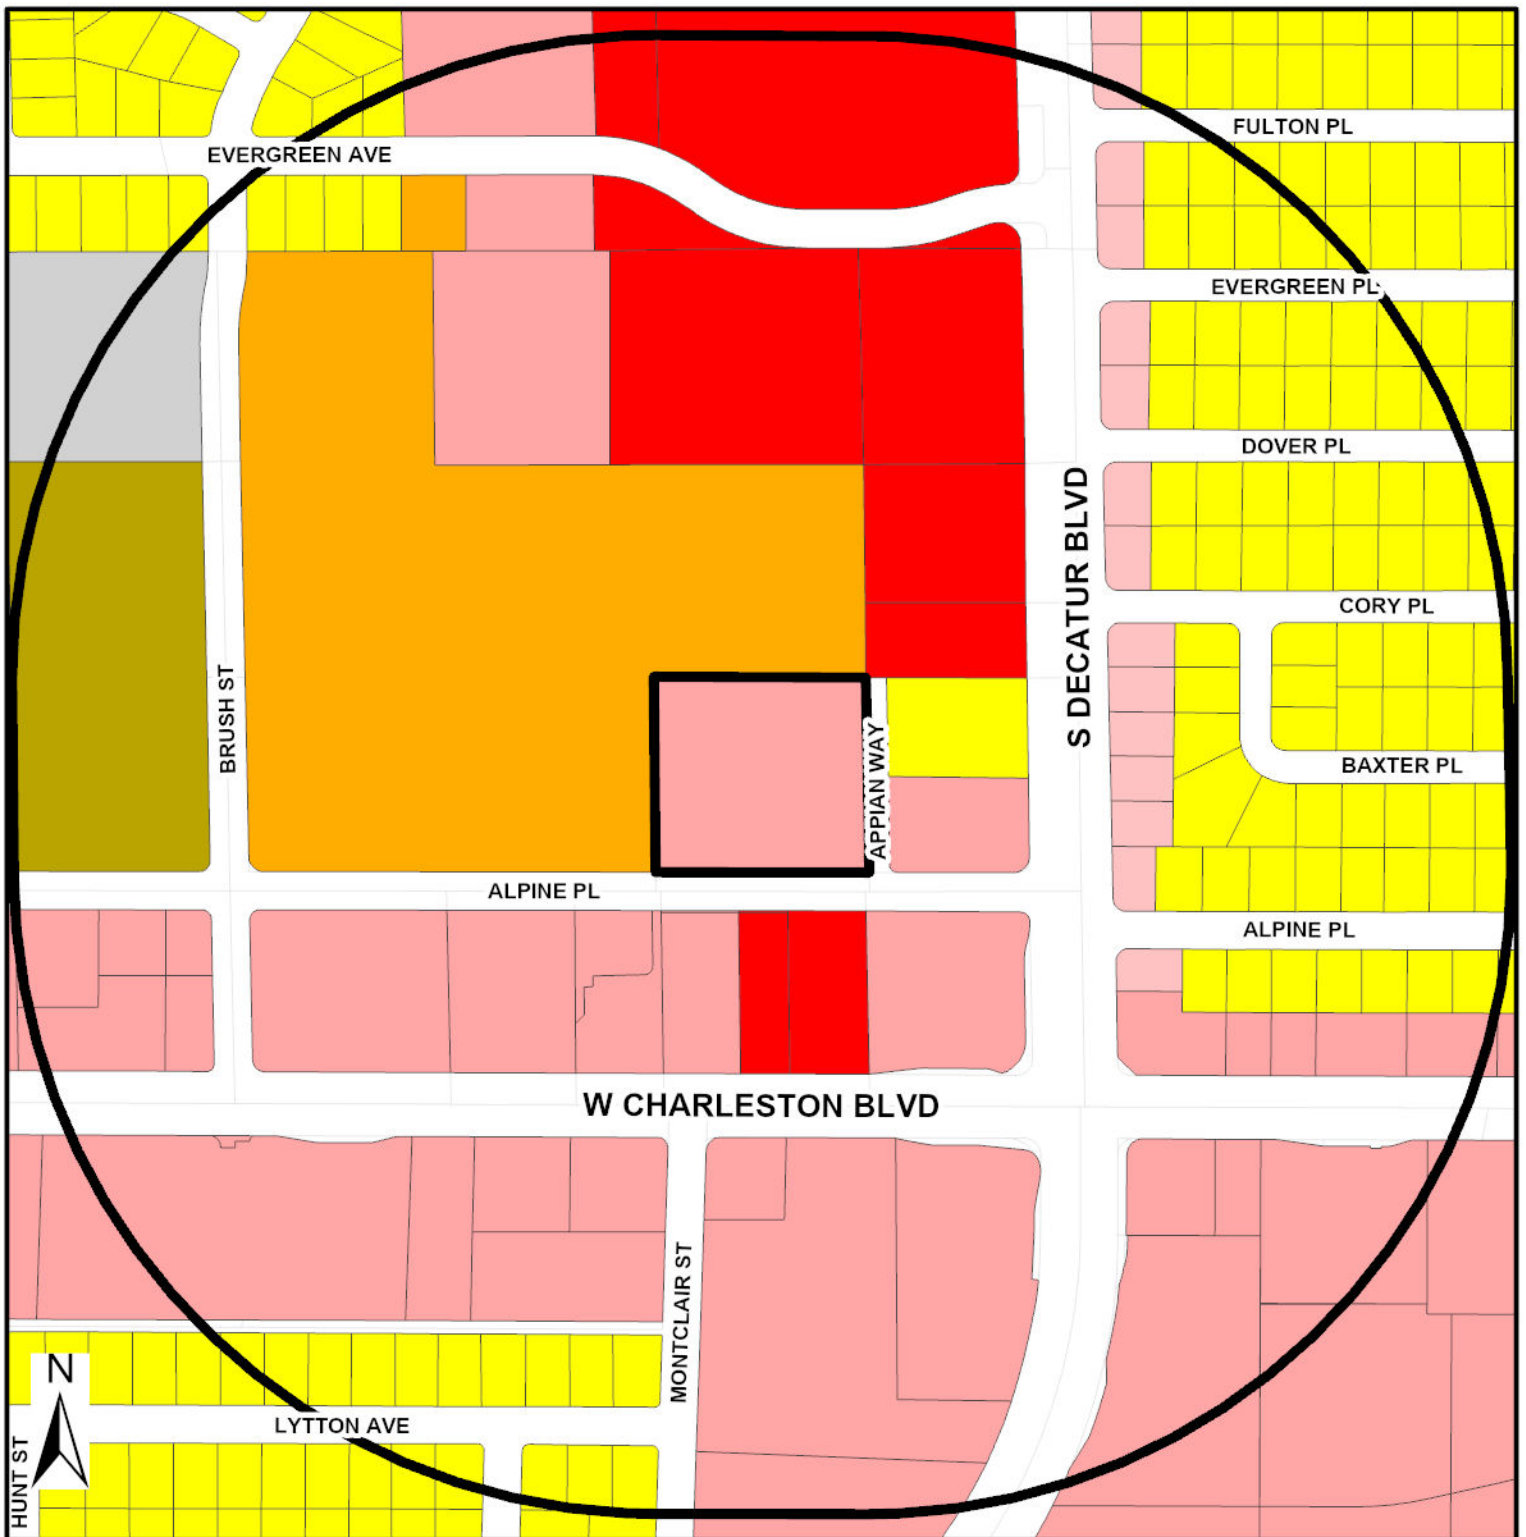 FULTON PL
EVERGREEN AVE
EVERGREEN PL
DOVER PL
S DECATUR BLVD
CORY PL
BRUSH ST
APPIAN WAY
BAXTER PL
ALPINE PL
ALPINE PL
W CHARLESTON BLVD
MONTCLAIR ST
N
LYTTON AVE
HUNT ST